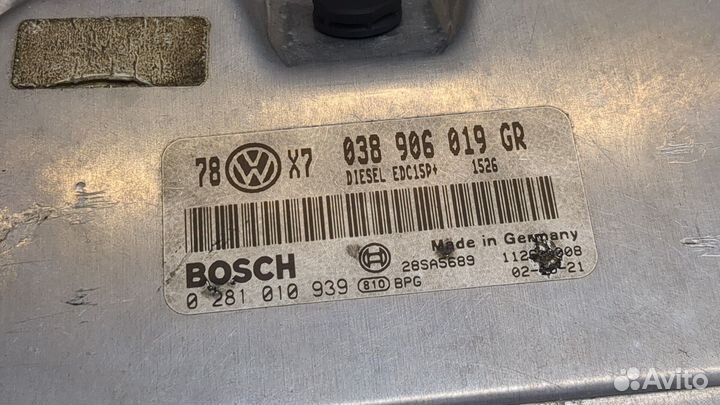 78 VW X7 038 906 019 GR
DIESEL EDC15P+ 1526
BOSCH
Made in Germany
28SA5689
0 281 010 939 810 BPG
Avito